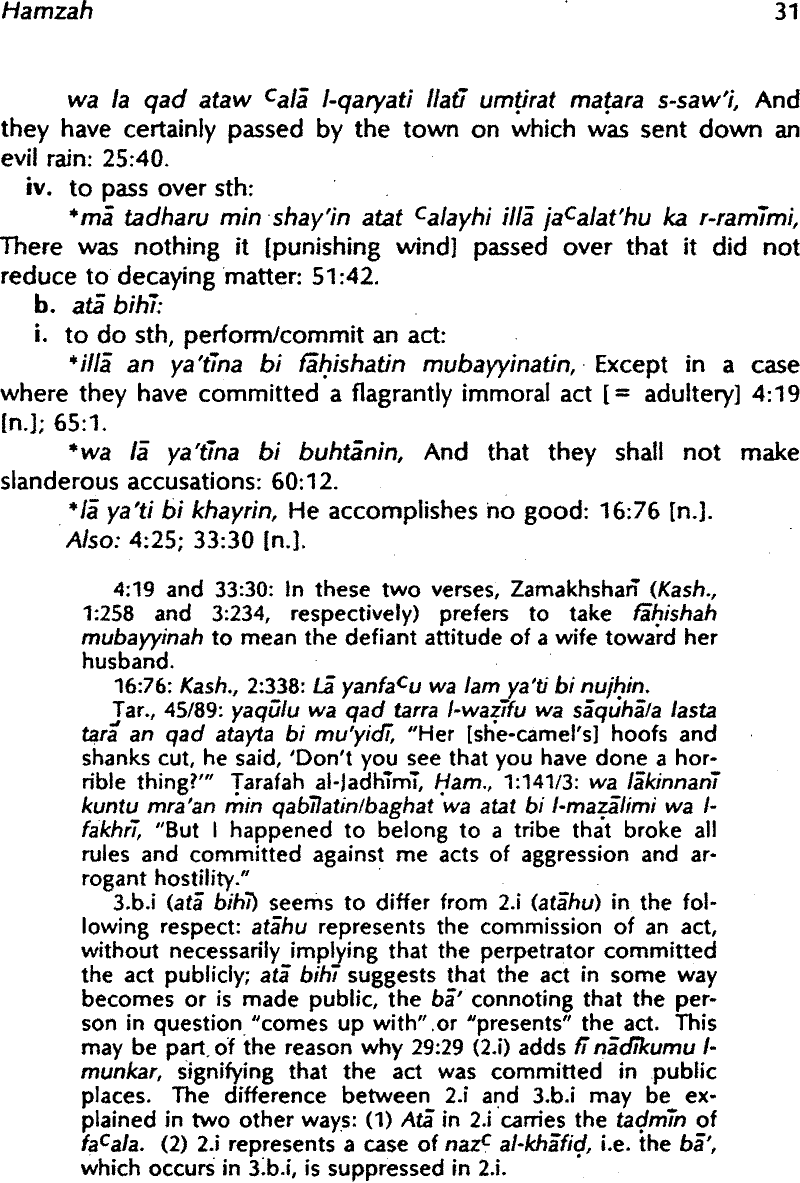 Hamzah 31
wa la qad ataw ᶜalā l-qaryati llatī umṭirat maṭara s-saw'i, And
they have certainly passed by the town on which was sent down an
evil rain: 25:40.
iv. to pass over sth:
*mā tadharu min shay'in atat ᶜalayhi illā jaᶜalat'hu ka r-ramīmi,
There was nothing it [punishing wind] passed over that it did not
reduce to decaying matter: 51:42.
b. atā bihī:
i. to do sth, perform/commit an act:
*illā an ya'tīna bi fāḥishatin mubayyinatin, Except in a case
where they have committed a flagrantly immoral act [= adultery] 4:19
[n.]; 65:1.
*wa lā ya'tīna bi buhtānin, And that they shall not make
slanderous accusations: 60:12.
*lā ya'ti bi khayrin, He accomplishes no good: 16:76 [n.].
Also: 4:25; 33:30 [n.].
4:19 and 33:30: In these two verses, Zamakhsharī (Kash.,
1:258 and 3:234, respectively) prefers to take fāḥishah
mubayyinah to mean the defiant attitude of a wife toward her
husband.
16:76: Kash., 2:338: Lā yanfaᶜu wa lam ya'ti bi nujḥin.
Ṭar., 45/89: yaqūlu wa qad tarra l-waẓīfu wa sāquhā/a lasta
tarā an qad atayta bi mu'yidī, "Her [she-camel's] hoofs and
shanks cut, he said, 'Don't you see that you have done a hor-
rible thing?'" Ṭarafah al-Jadhīmī, Ḥam., 1:141/3: wa lākinnanī
kuntu mra'an min qabīlatin/baghat wa atat bi l-maẓālimi wa l-
fakhrī, "But I happened to belong to a tribe that broke all
rules and committed against me acts of aggression and ar-
rogant hostility."
3.b.i (atā bihī) seems to differ from 2.i (atāhu) in the fol-
lowing respect: atāhu represents the commission of an act,
without necessarily implying that the perpetrator committed
the act publicly; atā bihī suggests that the act in some way
becomes or is made public, the bā' connoting that the per-
son in question "comes up with" or "presents" the act. This
may be part of the reason why 29:29 (2.i) adds fī nādīkumu l-
munkar, signifying that the act was committed in public
places. The difference between 2.i and 3.b.i may be ex-
plained in two other ways: (1) Atā in 2.i carries the taḍmīn of
faᶜala. (2) 2.i represents a case of nazᶜ al-khāfiḍ, i.e. the bā',
which occurs in 3.b.i, is suppressed in 2.i.